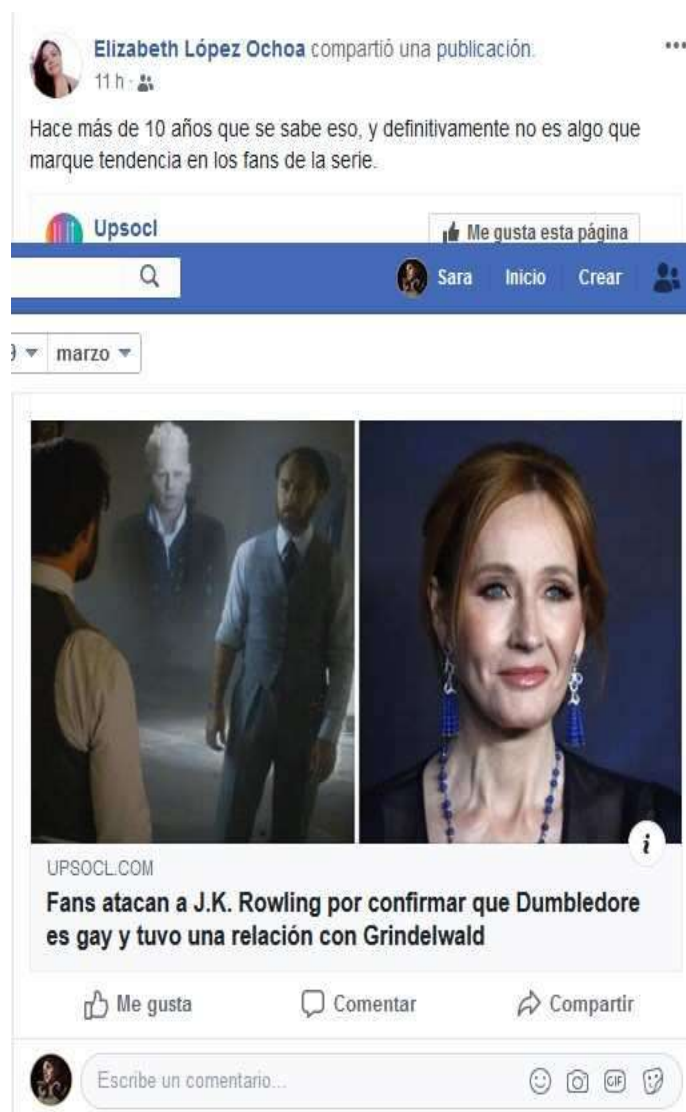 Elizabeth López Ochoa compartió una publicación.
11 h ·
Hace más de 10 años que se sabe eso, y definitivamente no es algo que
marque tendencia en los fans de la serie.
Upsocl
Me gusta esta página
Sara Inicio Crear
marzo
UPSOCL.COM
Fans atacan a J.K. Rowling por confirmar que Dumbledore
es gay y tuvo una relación con Grindelwald
Me gusta Comentar Compartir
Escribe un comentario...
GIF